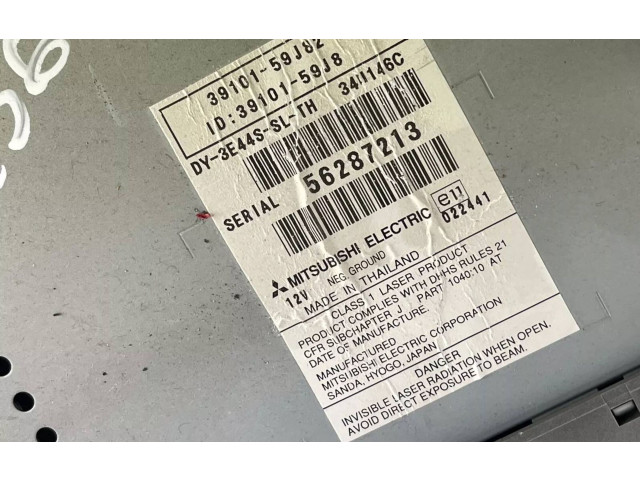 39101-59J82
ID:39101-59J8
DY-3E44S-SL-TH 341146C
SERIAL 56287213
MITSUBISHI ELECTRIC e11
12V NEG. GROUND 022441
MADE IN THAILAND
CLASS 1 LASER PRODUCT
PRODUCT COMPLIES WITH DHHS RULES 21
CFR SUBCHAPTER J PART 1040:10 AT
DATE OF MANUFACTURE.
MANUFACTURED
MITSUBISHI ELECTRIC CORPORATION
SANDA, HYOGO, JAPAN
DANGER
INVISIBLE LASER RADIATION WHEN OPEN.
AVOID DIRECT EXPOSURE TO BEAM.